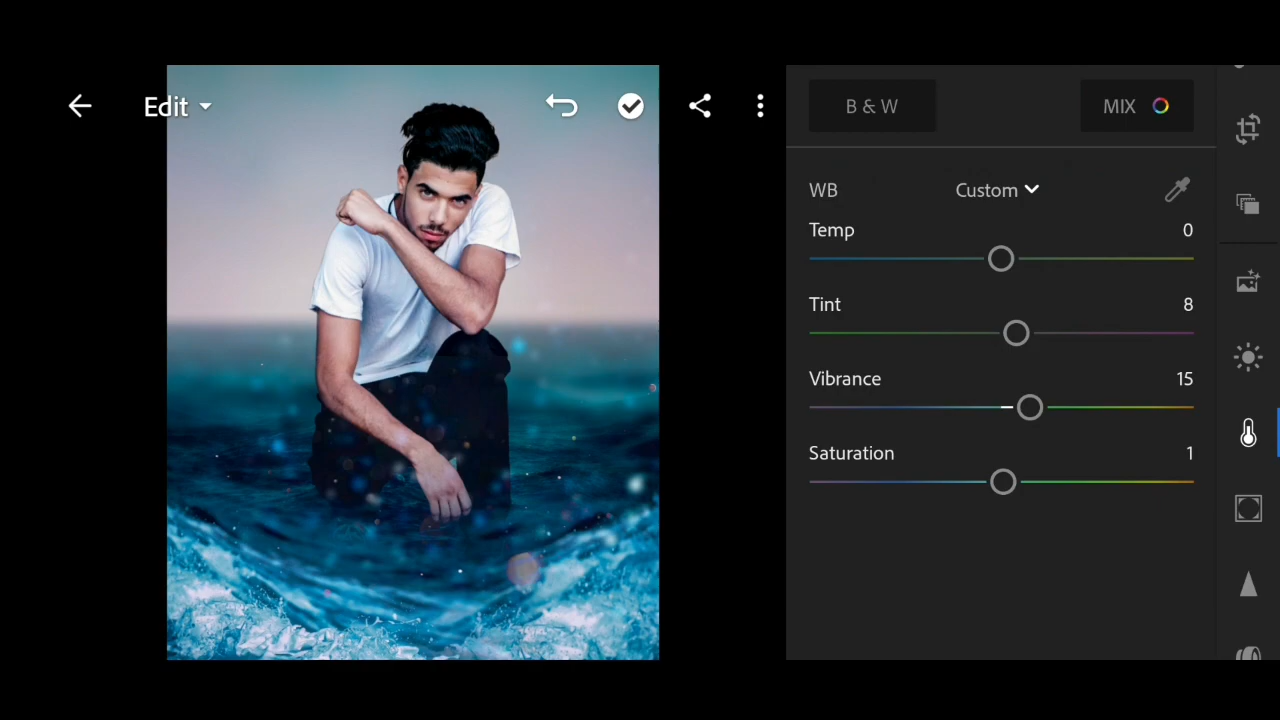 Edit
B & W
MIX
WB
Custom
Temp
0
Tint
8
Vibrance
15
Saturation
1